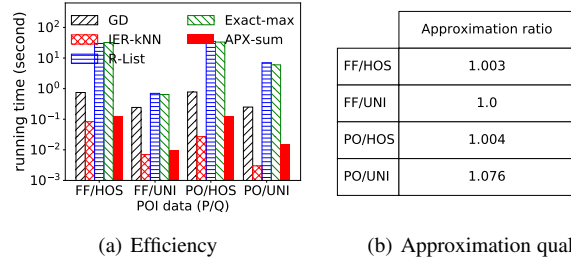 GD
IER-kNN
R-List
Exact-max
APX-sum
running time (second)
10²
10¹
10⁰
10⁻¹
10⁻²
10⁻³
FF/HOS FF/UNI PO/HOS PO/UNI
POI data (P/Q)
(a) Efficiency
Approximation ratio
FF/HOS 1.003
FF/UNI 1.0
PO/HOS 1.004
PO/UNI 1.076
(b) Approximation qual